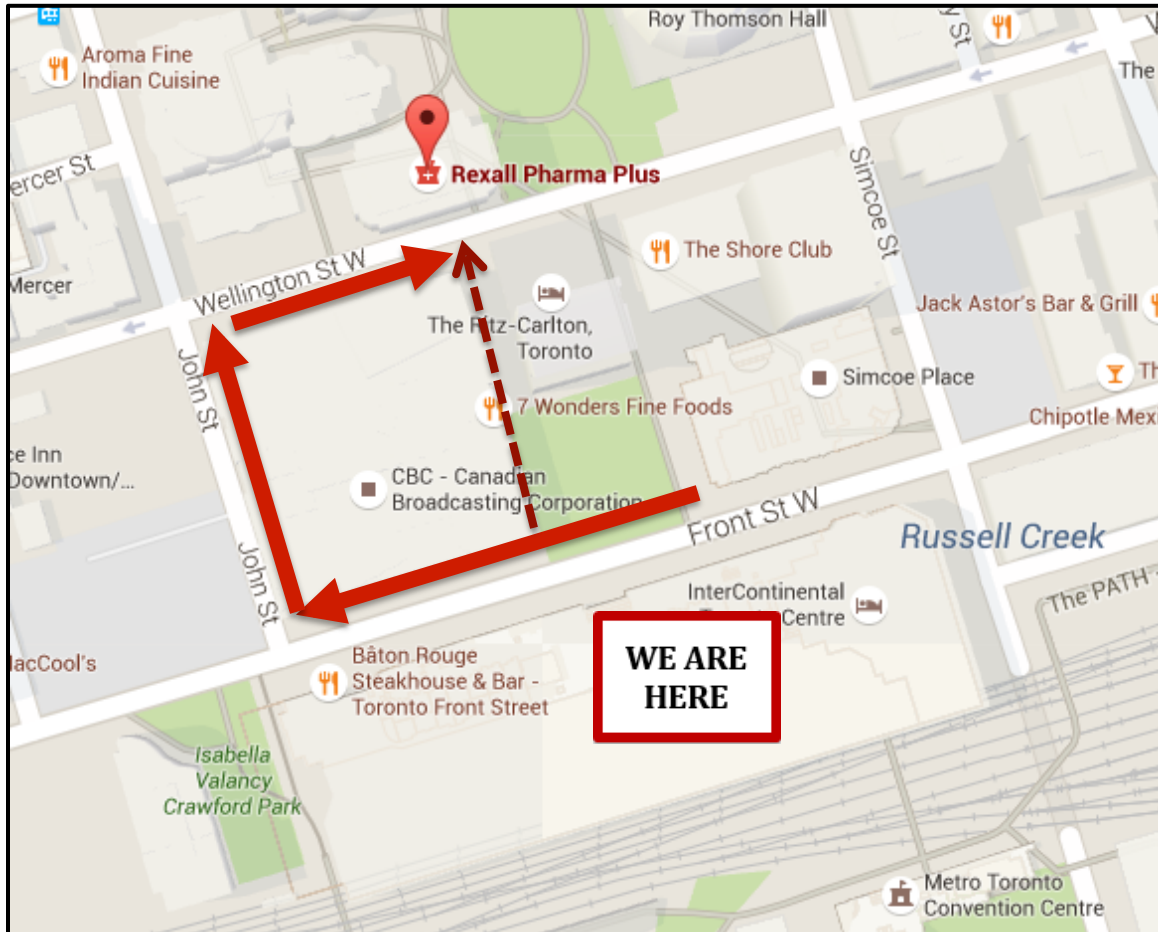 Roy Thomson Hall
Aroma Fine
Indian Cuisine
The
ercer St
Rexall Pharma Plus
Simcoe St
The Shore Club
Mercer
Wellington St W
The Ritz-Carlton,
Toronto
Jack Astor's Bar & Grill
John St
Simcoe Place
Th
7 Wonders Fine Foods
Chipotle Mexi
ce Inn
Downtown/...
CBC - Canadian
Broadcasting Corporation
Front St W
Russell Creek
John St
InterContinental
Centre
The PATH -
WE ARE
HERE
MacCool's
Bâton Rouge
Steakhouse & Bar -
Toronto Front Street
Isabella
Valancy
Crawford Park
Metro Toronto
Convention Centre